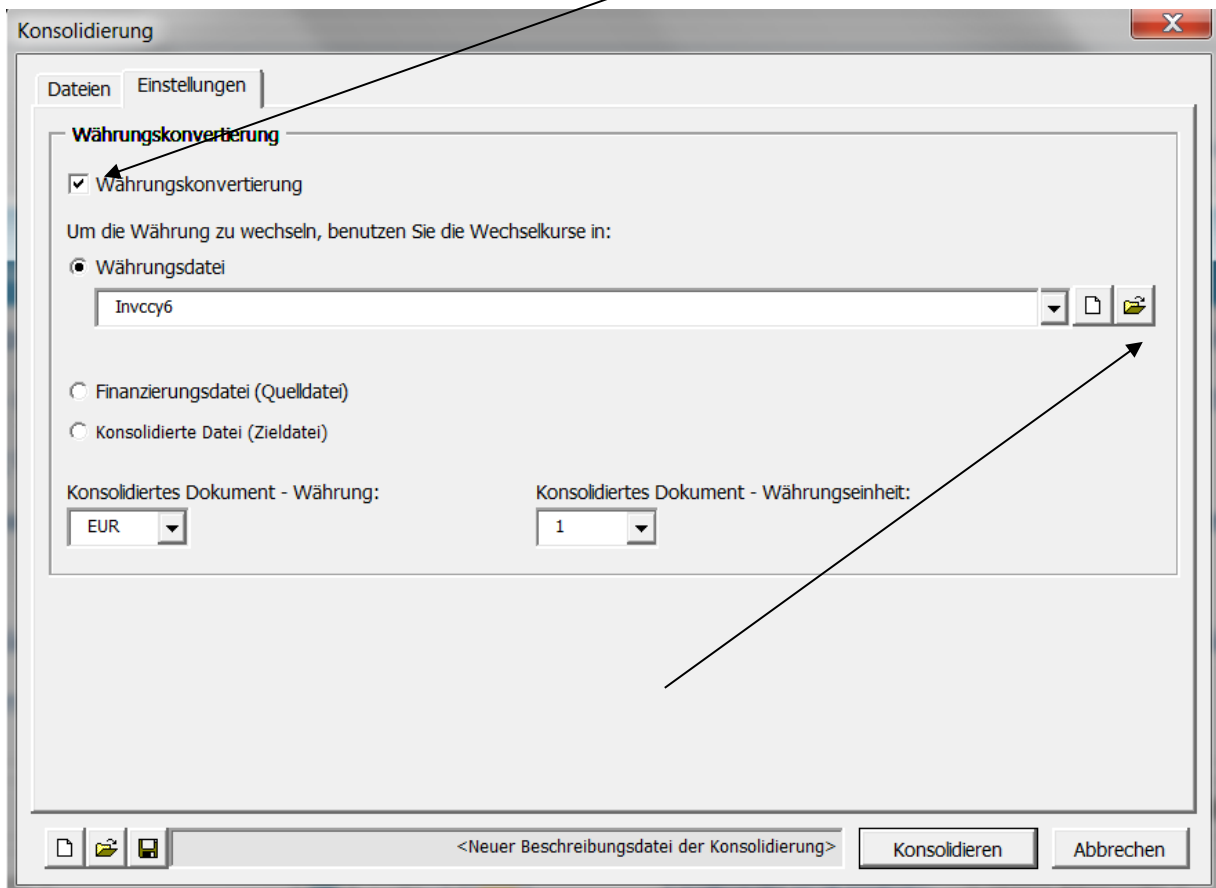 Konsolidierung
Dateien Einstellungen
Währungskonvertierung
Währungskonvertierung
Um die Währung zu wechseln, benutzen Sie die Wechselkurse in:
Währungsdatei
Invccy6
Finanzierungsdatei (Quelldatei)
Konsolidierte Datei (Zieldatei)
Konsolidiertes Dokument - Währung: Konsolidiertes Dokument - Währungseinheit:
EUR 1
<Neuer Beschreibungsdatei der Konsolidierung> Konsolidieren Abbrechen